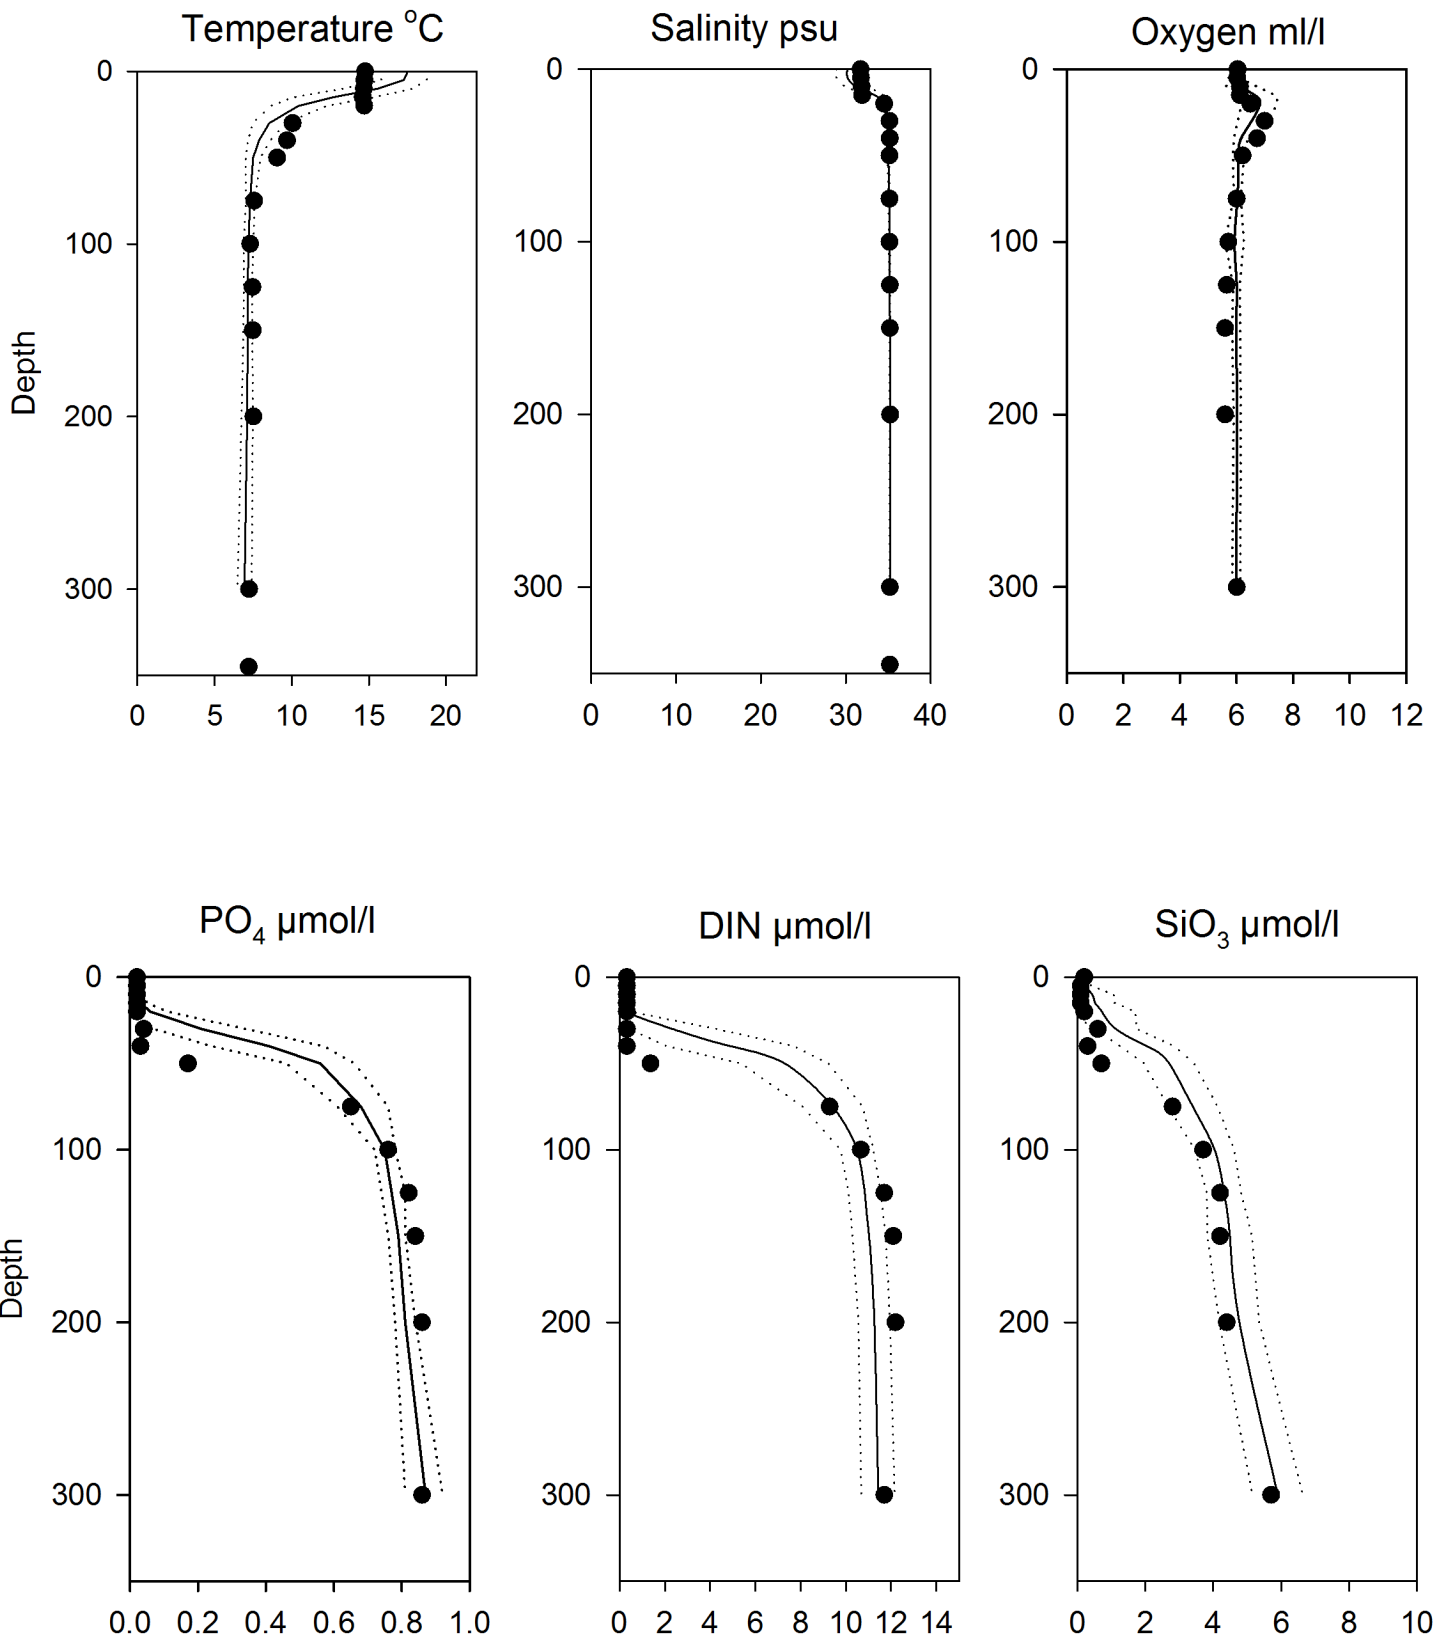 Temperature °C
Salinity psu
Oxygen ml/l
0
100
200
300
Depth
0 5 10 15 20
0
100
200
300
0 10 20 30 40
0
100
200
300
0 2 4 6 8 10 12
PO₄ µmol/l
DIN µmol/l
SiO₃ µmol/l
0
100
200
300
Depth
0.0 0.2 0.4 0.6 0.8 1.0
0
100
200
300
0 2 4 6 8 10 12 14
0
100
200
300
0 2 4 6 8 10